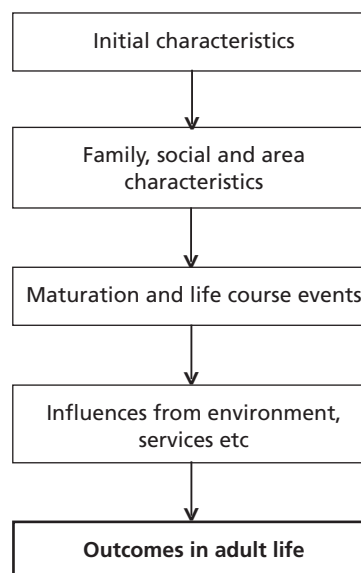 Initial characteristics
Family, social and area
characteristics
Maturation and life course events
Influences from environment,
services etc
Outcomes in adult life